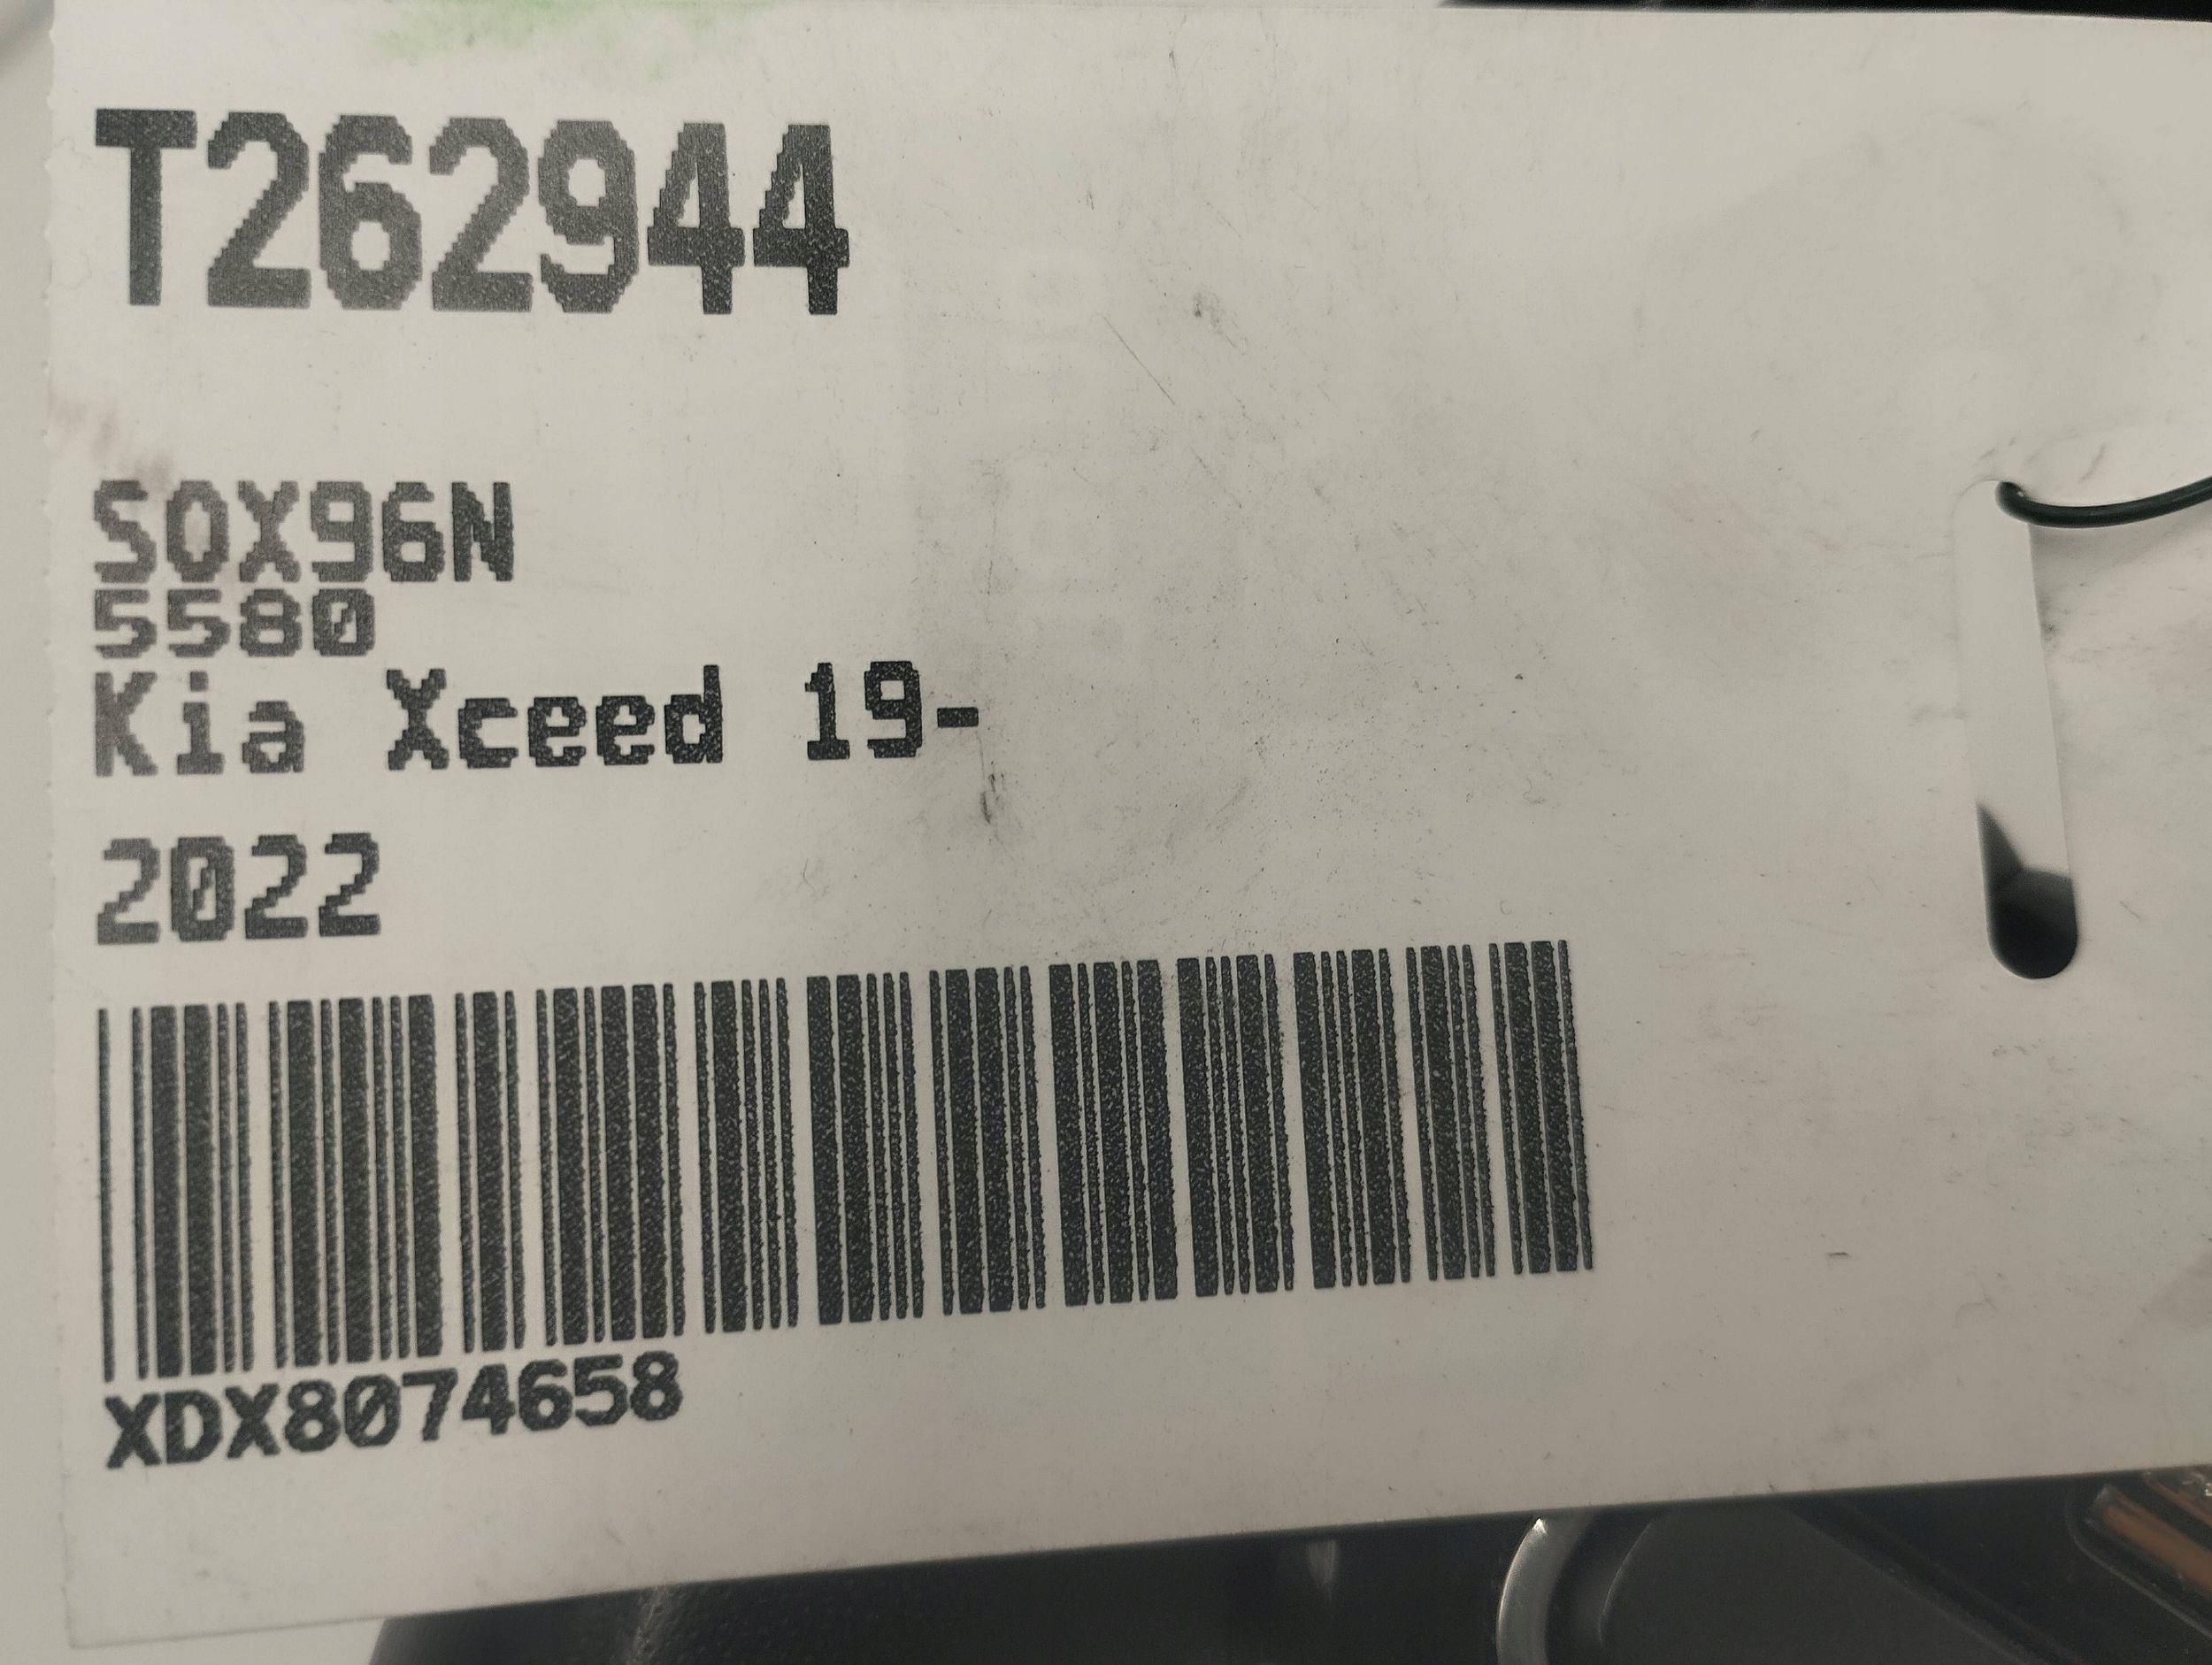 T262944
SOX96N
5580
Kia Xceed 19-
2022
XDX8074658